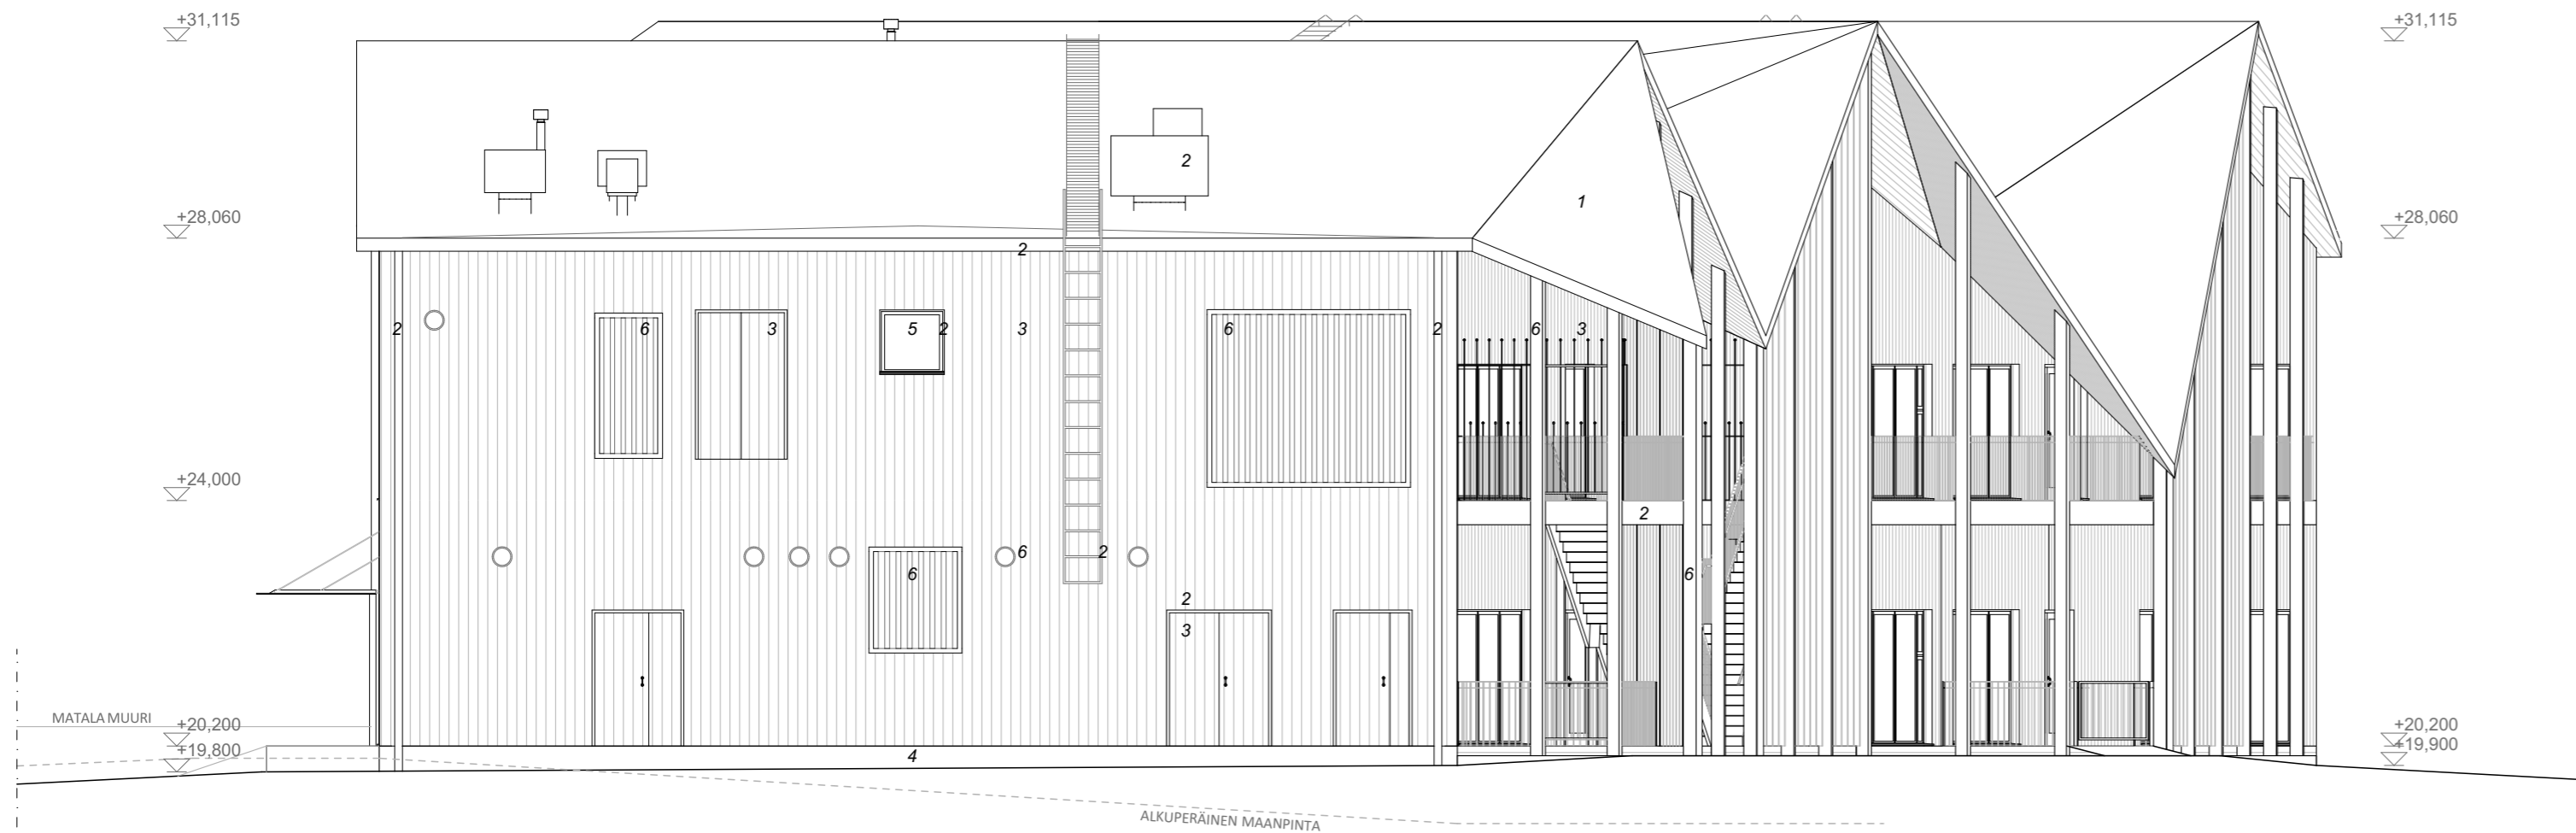 +31,115 +31,115
2
1
+28,060 +28,060
2
2 6 3 5 2 3 6 2 6 3
+24,000
2
6 2
6 6
2
3
MATALA MUURI +20,200 +20,200
+19,800 4 +19,900
ALKUPERÄINEN MAANPINTA